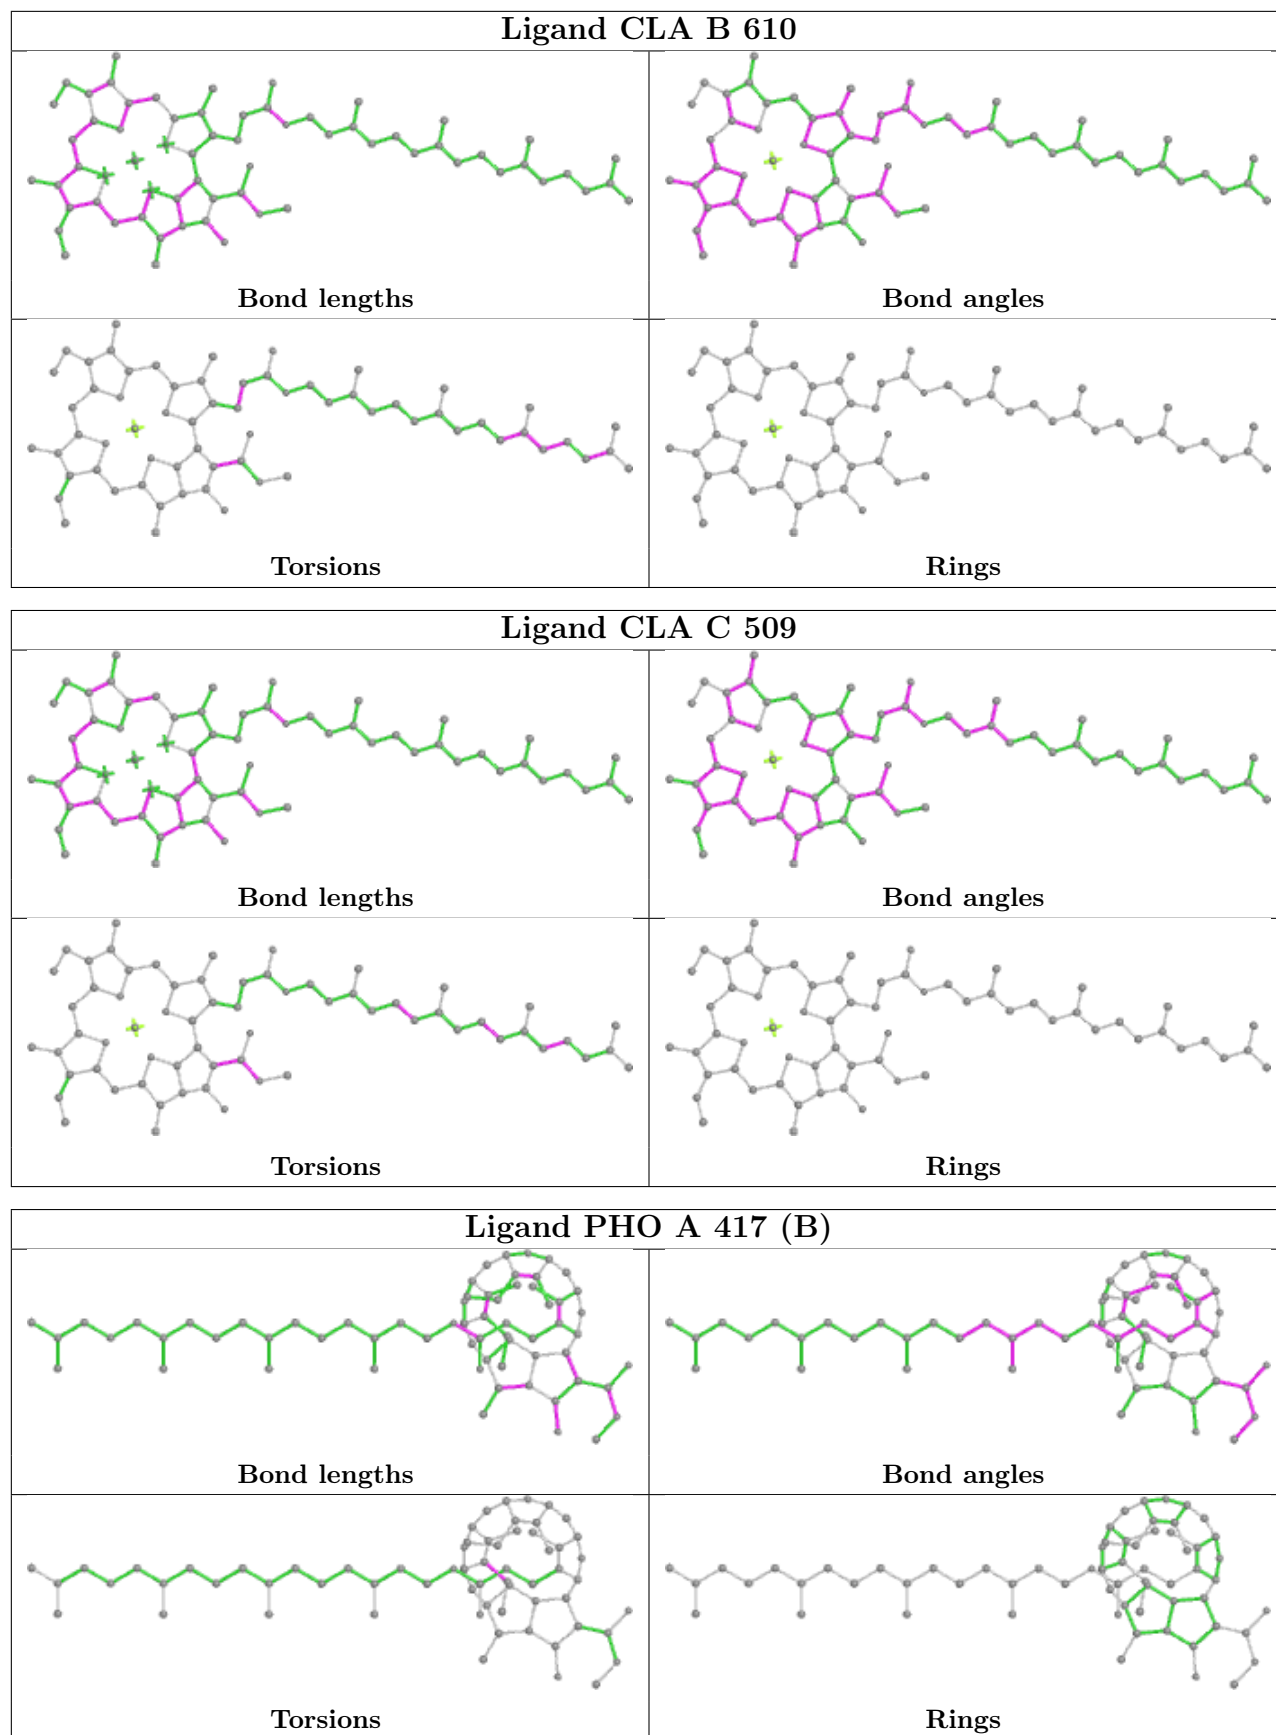 Ligand CLA B 610
Bond lengths
Bond angles
Torsions
Rings
Ligand CLA C 509
Bond lengths
Bond angles
Torsions
Rings
Ligand PHO A 417 (B)
Bond lengths
Bond angles
Torsions
Rings